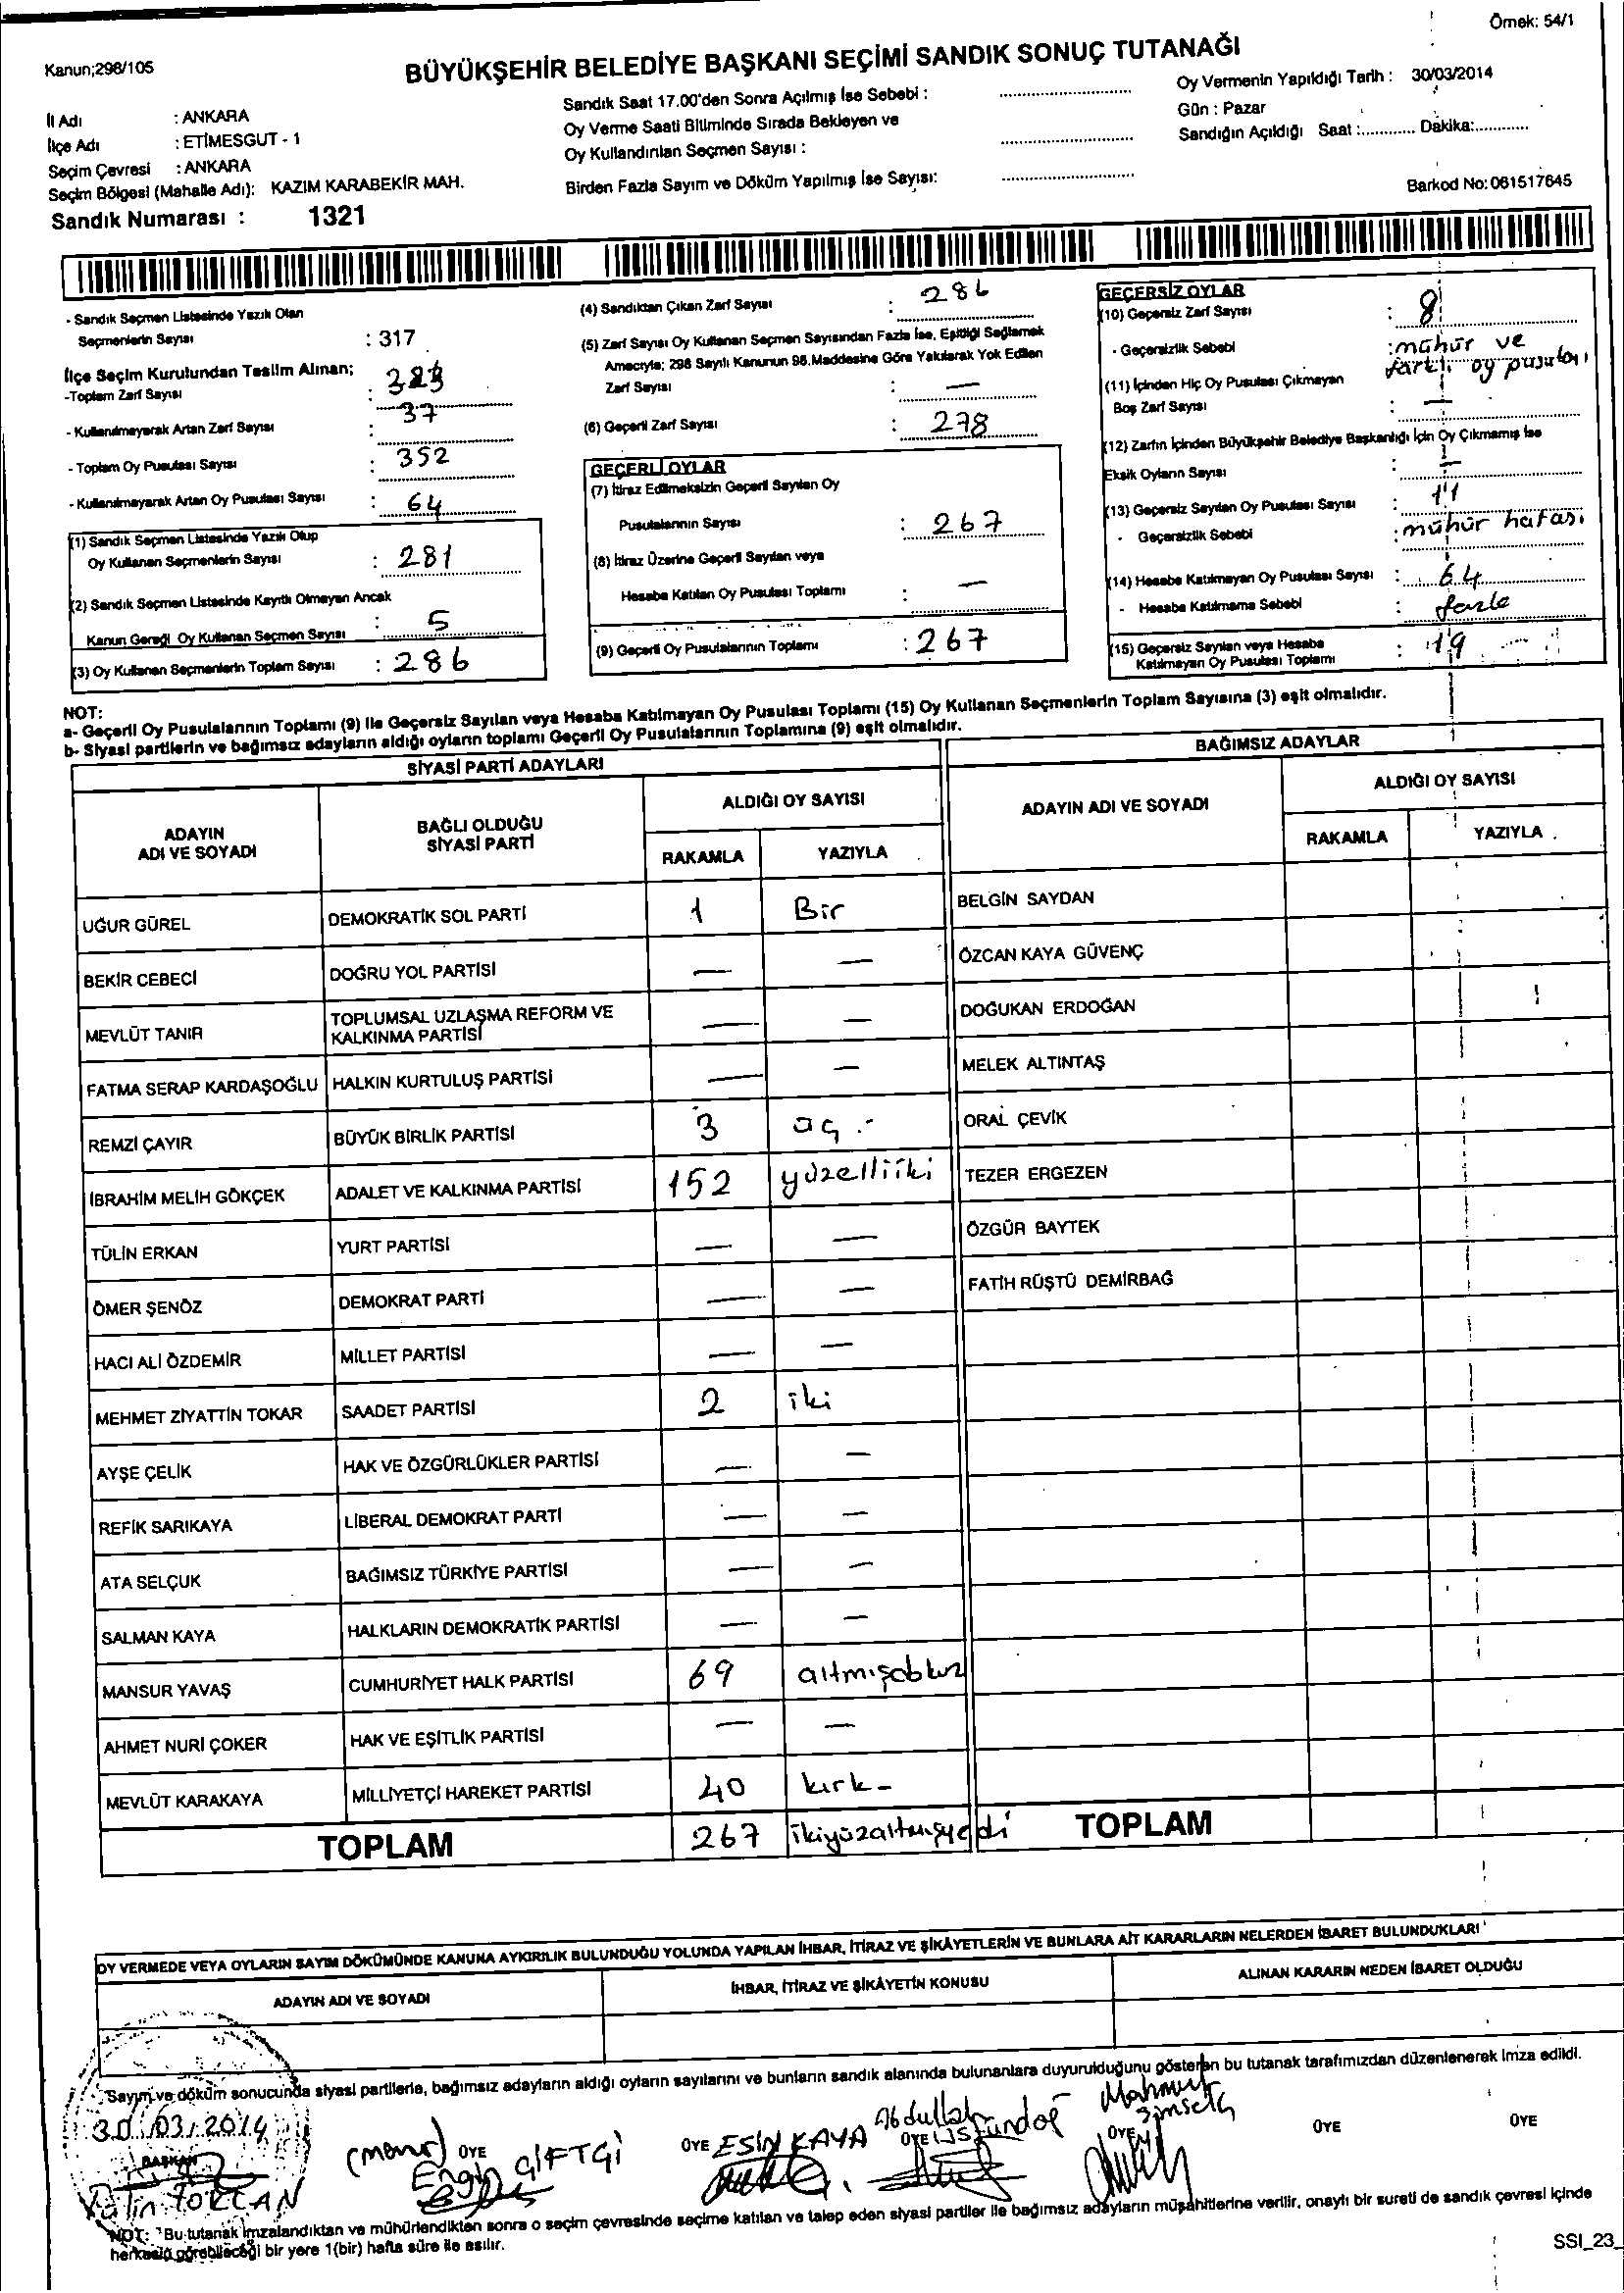 Örnek: 54/1
Kanun;298/105
BÜYÜKŞEHİR BELEDİYE BAŞKANI SEÇİMİ SANDIK SONUÇ TUTANAĞI
İl Adı : ANKARA
İlçe Adı : ETİMESGUT - 1
Seçim Çevresi : ANKARA
Seçim Bölgesi (Mahalle Adı): KAZIM KARABEKİR MAH.
Sandık Numarası : 1321
Sandık Saat 17.00'den Sonra Açılmış İse Sebebi :
Oy Verme Saati Bitiminde Sırada Bekleyen ve
Oy Kullandırılan Seçmen Sayısı :
Birden Fazla Sayım ve Döküm Yapılmış İse Sayısı:
Oy Vermenin Yapıldığı Tarih : 30/03/2014
Gün : Pazar
Sandığın Açıldığı Saat :............ Dakika:............
Barkod No: 061517645
- Sandık Seçmen Listesinde Yazılı Olan
Seçmenlerin Sayısı : 317
İlçe Seçim Kurulundan Teslim Alınan;
-Toplam Zarf Sayısı : 323
- Kullanılmayarak Artan Zarf Sayısı : 37
- Toplam Oy Pusulası Sayısı : 352
- Kullanılmayarak Artan Oy Pusulası Sayısı : 64
(1) Sandık Seçmen Listesinde Yazılı Olup
Oy Kullanan Seçmenlerin Sayısı : 281
(2) Sandık Seçmen Listesinde Kayıtlı Olmayan Ancak
Kanun Gereği Oy Kullanan Seçmen Sayısı : 5
(3) Oy Kullanan Seçmenlerin Toplam Sayısı : 286
(4) Sandıktan Çıkan Zarf Sayısı : 286
(5) Zarf Sayısı Oy Kullanan Seçmen Sayısından Fazla İse, Eşitliği Sağlamak
Amacıyla; 298 Sayılı Kanunun 98.Maddesine Göre Yakılarak Yok Edilen
Zarf Sayısı : —
(6) Geçerli Zarf Sayısı : 278
GEÇERLİ OYLAR
(7) İtiraz Edilmeksizin Geçerli Sayılan Oy
Pusulalarının Sayısı : 267
(8) İtiraz Üzerine Geçerli Sayılan veya
Hesaba Katılan Oy Pusulası Toplamı : —
(9) Geçerli Oy Pusulalarının Toplamı : 267
GEÇERSİZ OYLAR
(10) Geçersiz Zarf Sayısı : 8
- Geçersizlik Sebebi : mühür ve
farklı oy pusulası
(11) İçinden Hiç Oy Pusulası Çıkmayan
Boş Zarf Sayısı : —
(12) Zarfın İçinden Büyükşehir Belediye Başkanlığı İçin Oy Çıkmamış İse
Eksik Oyların Sayısı : —
(13) Geçersiz Sayılan Oy Pusulası Sayısı : 11
- Geçersizlik Sebebi : mühür hatası
(14) Hesaba Katılmayan Oy Pusulası Sayısı : 64
- Hesaba Katılmama Sebebi : fazla
(15) Geçersiz Sayılan veya Hesaba
Katılmayan Oy Pusulası Toplamı : 19
NOT:
a- Geçerli Oy Pusulalarının Toplamı (9) ile Geçersiz Sayılan veya Hesaba Katılmayan Oy Pusulası Toplamı (15) Oy Kullanan Seçmenlerin Toplam Sayısına (3) eşit olmalıdır.
b- Siyasi partilerin ve bağımsız adayların aldığı oyların toplamı Geçerli Oy Pusulalarının Toplamına (9) eşit olmalıdır.
SİYASİ PARTİ ADAYLARI
ADAYIN
ADI VE SOYADI
BAĞLI OLDUĞU
SİYASİ PARTİ
ALDIĞI OY SAYISI
RAKAMLA YAZIYLA
UĞUR GÜREL DEMOKRATİK SOL PARTİ 1 Bir
BEKİR CEBECİ DOĞRU YOL PARTİSİ — —
MEVLÜT TANIR TOPLUMSAL UZLAŞMA REFORM VE
KALKINMA PARTİSİ — —
FATMA SERAP KARDAŞOĞLU HALKIN KURTULUŞ PARTİSİ — —
REMZİ ÇAYIR BÜYÜK BİRLİK PARTİSİ 3 üç .-
İBRAHİM MELİH GÖKÇEK ADALET VE KALKINMA PARTİSİ 152 yüzelliiki
TÜLİN ERKAN YURT PARTİSİ — —
ÖMER ŞENÖZ DEMOKRAT PARTİ — —
HACI ALİ ÖZDEMİR MİLLET PARTİSİ — —
MEHMET ZİYATTİN TOKAR SAADET PARTİSİ 2 iki
AYŞE ÇELİK HAK VE ÖZGÜRLÜKLER PARTİSİ — —
REFİK SARIKAYA LİBERAL DEMOKRAT PARTİ — —
ATA SELÇUK BAĞIMSIZ TÜRKİYE PARTİSİ — —
SALMAN KAYA HALKLARIN DEMOKRATİK PARTİSİ — —
MANSUR YAVAŞ CUMHURİYET HALK PARTİSİ 69 altmışdokuz
AHMET NURİ ÇOKER HAK VE EŞİTLİK PARTİSİ — —
MEVLÜT KARAKAYA MİLLİYETÇİ HAREKET PARTİSİ 40 kırk-
TOPLAM 267 ikiyüzaltmışyedi
BAĞIMSIZ ADAYLAR
ADAYIN ADI VE SOYADI
ALDIĞI OY SAYISI
RAKAMLA YAZIYLA
BELGİN SAYDAN
ÖZCAN KAYA GÜVENÇ
DOĞUKAN ERDOĞAN
MELEK ALTINTAŞ
ORAL ÇEVİK
TEZER ERGEZEN
ÖZGÜR BAYTEK
FATİH RÜŞTÜ DEMİRBAĞ
TOPLAM
OY VERMEDE VEYA OYLARIN SAYIM DÖKÜMÜNDE KANUNA AYKIRILIK BULUNDUĞU YOLUNDA YAPILAN İHBAR, İTİRAZ VE ŞİKÂYETLERİN VE BUNLARA AİT KARARLARIN NELERDEN İBARET BULUNDUKLARI
ADAYIN ADI VE SOYADI İHBAR, İTİRAZ VE ŞİKÂYETİN KONUSU ALINAN KARARIN NEDEN İBARET OLDUĞU
Sayım ve döküm sonucunda siyasi partilerle, bağımsız adayların aldığı oyların sayılarını ve bunların sandık alanında bulunanlara duyurulduğunu gösteren bu tutanak tarafımızdan düzenlenerek imza edildi.
30/03/2014
BAŞKAN
(memur) ÜYE
Engin ÇİFTÇİ
ÜYE ESİN KAYA
Abdullah
ÜYE Üstündağ
Mahmut
Şimşek
ÜYE
ÜYE
ÜYE
NOT: Bu tutanak imzalandıktan ve mühürlendikten sonra o seçim çevresinde seçime katılan ve talep eden siyasi partiler ile bağımsız adayların müşahitlerine verilir, onaylı bir sureti de sandık çevresi içinde
herkesin görebileceği bir yere 1(bir) hafta süre ile asılır.
SSI_23_